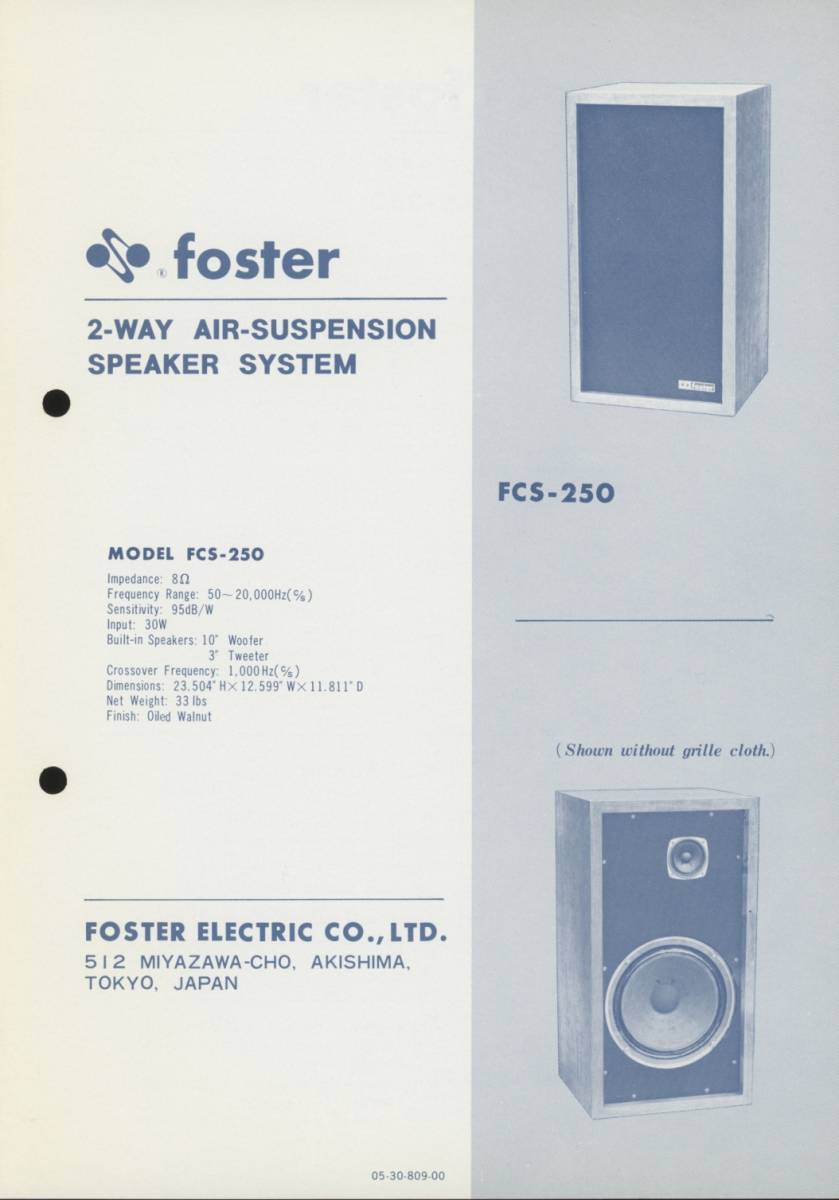 ® foster
2-WAY AIR-SUSPENSION
SPEAKER SYSTEM
MODEL FCS-250
Impedance: 8Ω
Frequency Range: 50～20,000Hz(℆)
Sensitivity: 95dB/W
Input: 30W
Built-in Speakers: 10" Woofer
3" Tweeter
Crossover Frequency: 1,000Hz(℆)
Dimensions: 23.504" H×12.599" W×11.811" D
Net Weight: 33 lbs
Finish: Oiled Walnut
FOSTER ELECTRIC CO., LTD.
512 MIYAZAWA-CHO, AKISHIMA,
TOKYO, JAPAN
05-30-809-00
FCS-250
(Shown without grille cloth.)